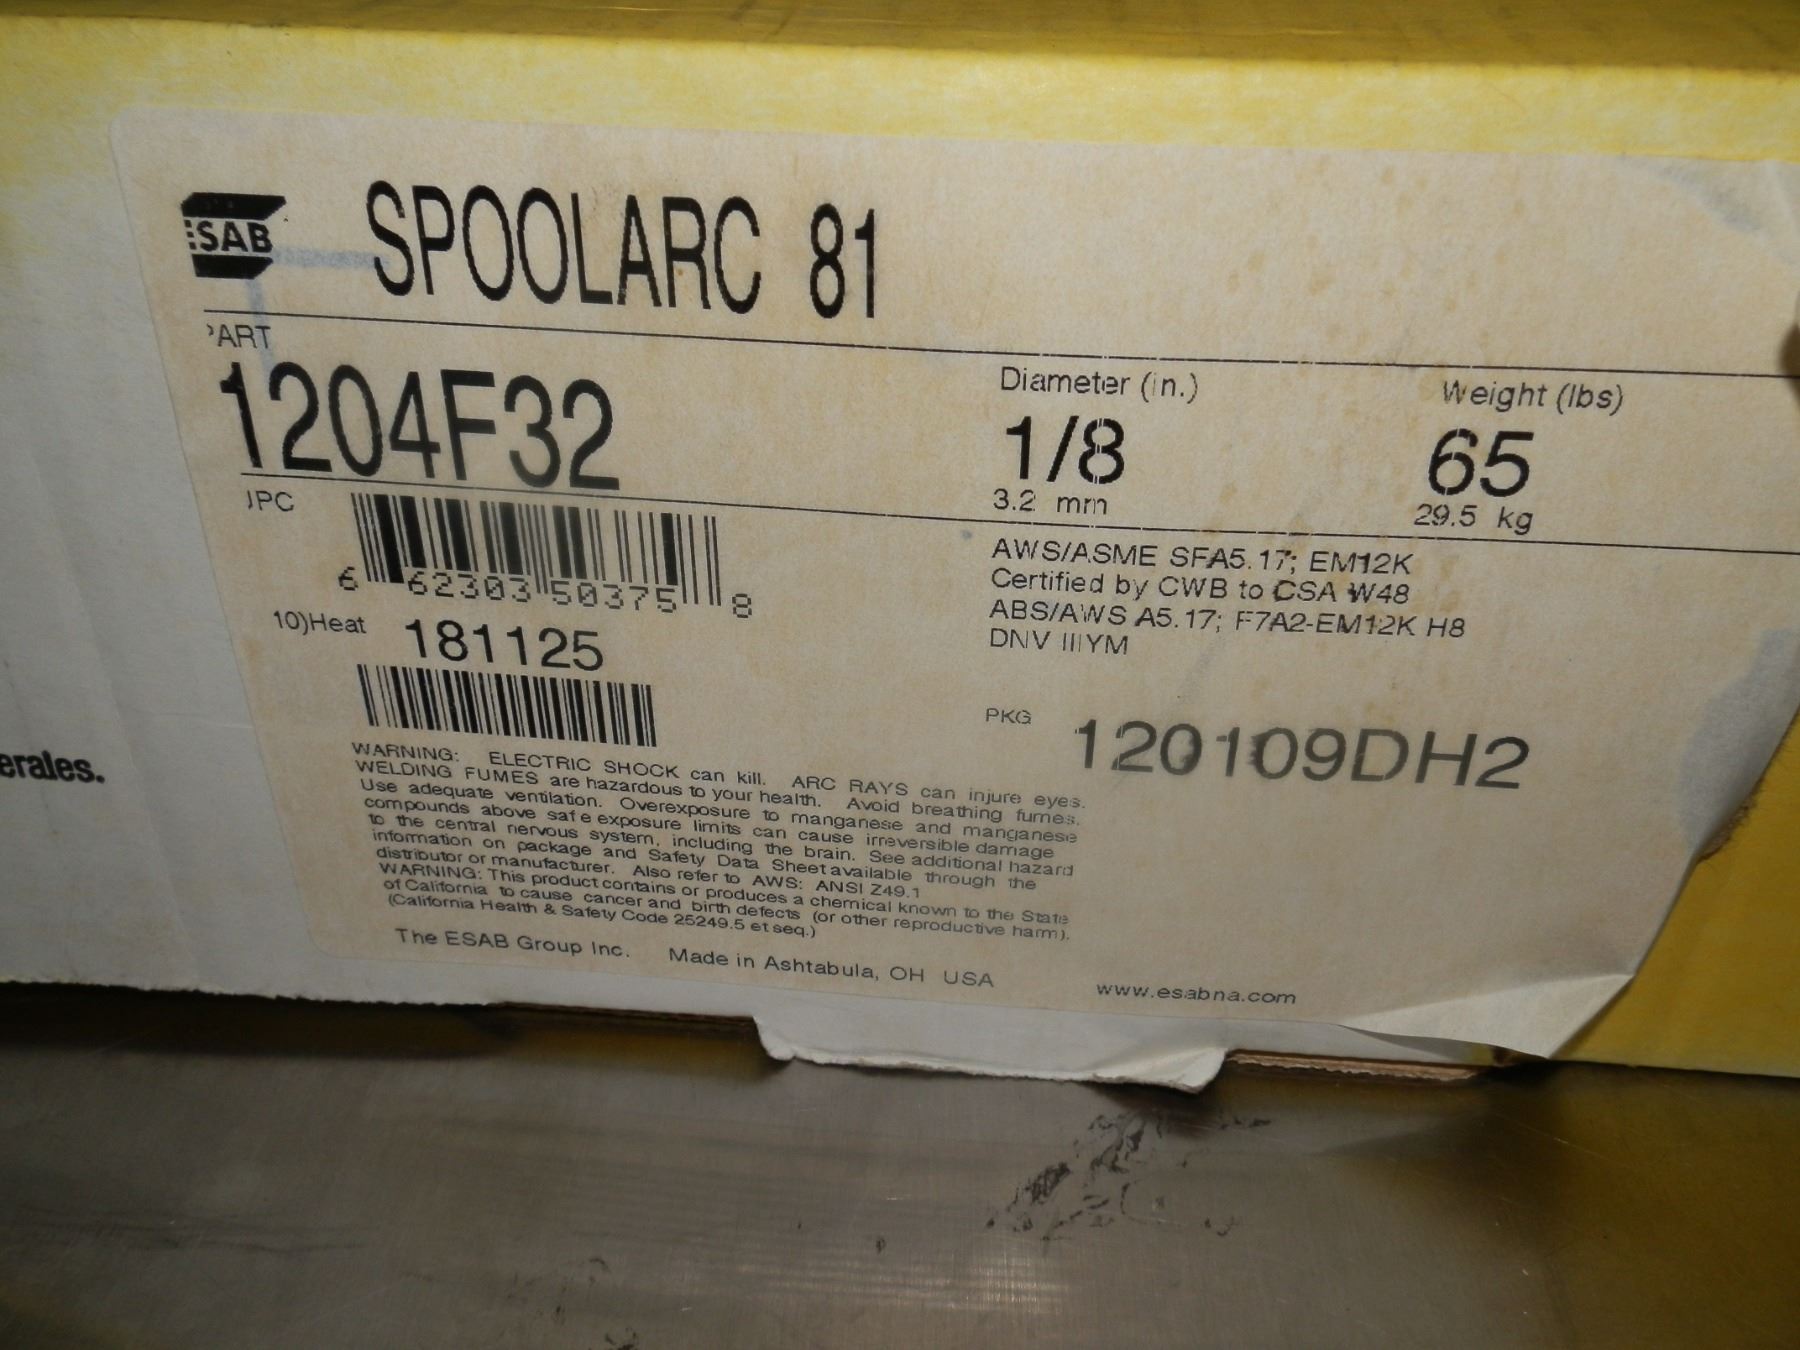 ESAB SPOOLARC 81
PART
1204F32
Diameter (in.)
1/8
3.2 mm
Weight (lbs)
65
29.5 kg
UPC
6 62303 50375 8
10)Heat 181125
AWS/ASME SFA5.17; EM12K
Certified by CWB to CSA W48
ABS/AWS A5.17; F7A2-EM12K H8
DNV IIIYM
PKG 120109DH2
WARNING: ELECTRIC SHOCK can kill. ARC RAYS can injure eyes.
WELDING FUMES are hazardous to your health. Avoid breathing fumes.
Use adequate ventilation. Overexposure to manganese and manganese
compounds above safe exposure limits can cause irreversible damage
to the central nervous system, including the brain. See additional hazard
information on package and Safety Data Sheet available through the
distributor or manufacturer. Also refer to AWS: ANSI Z49.1
WARNING: This product contains or produces a chemical known to the State
of California to cause cancer and birth defects (or other reproductive harm).
(California Health & Safety Code 25249.5 et seq.)
The ESAB Group Inc. Made in Ashtabula, OH USA
www.esabna.com
erales.